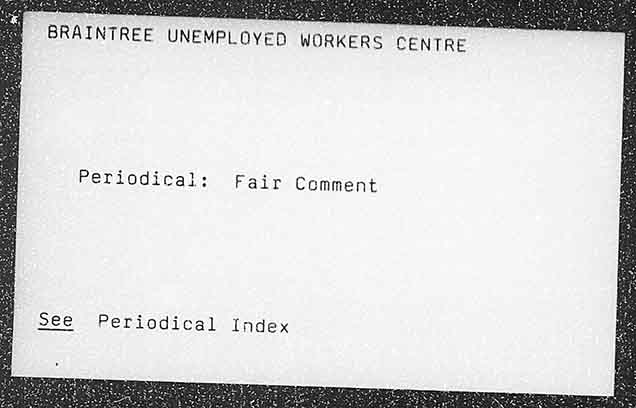 BRAINTREE UNEMPLOYED WORKERS CENTRE
Periodical: Fair Comment
See Periodical Index